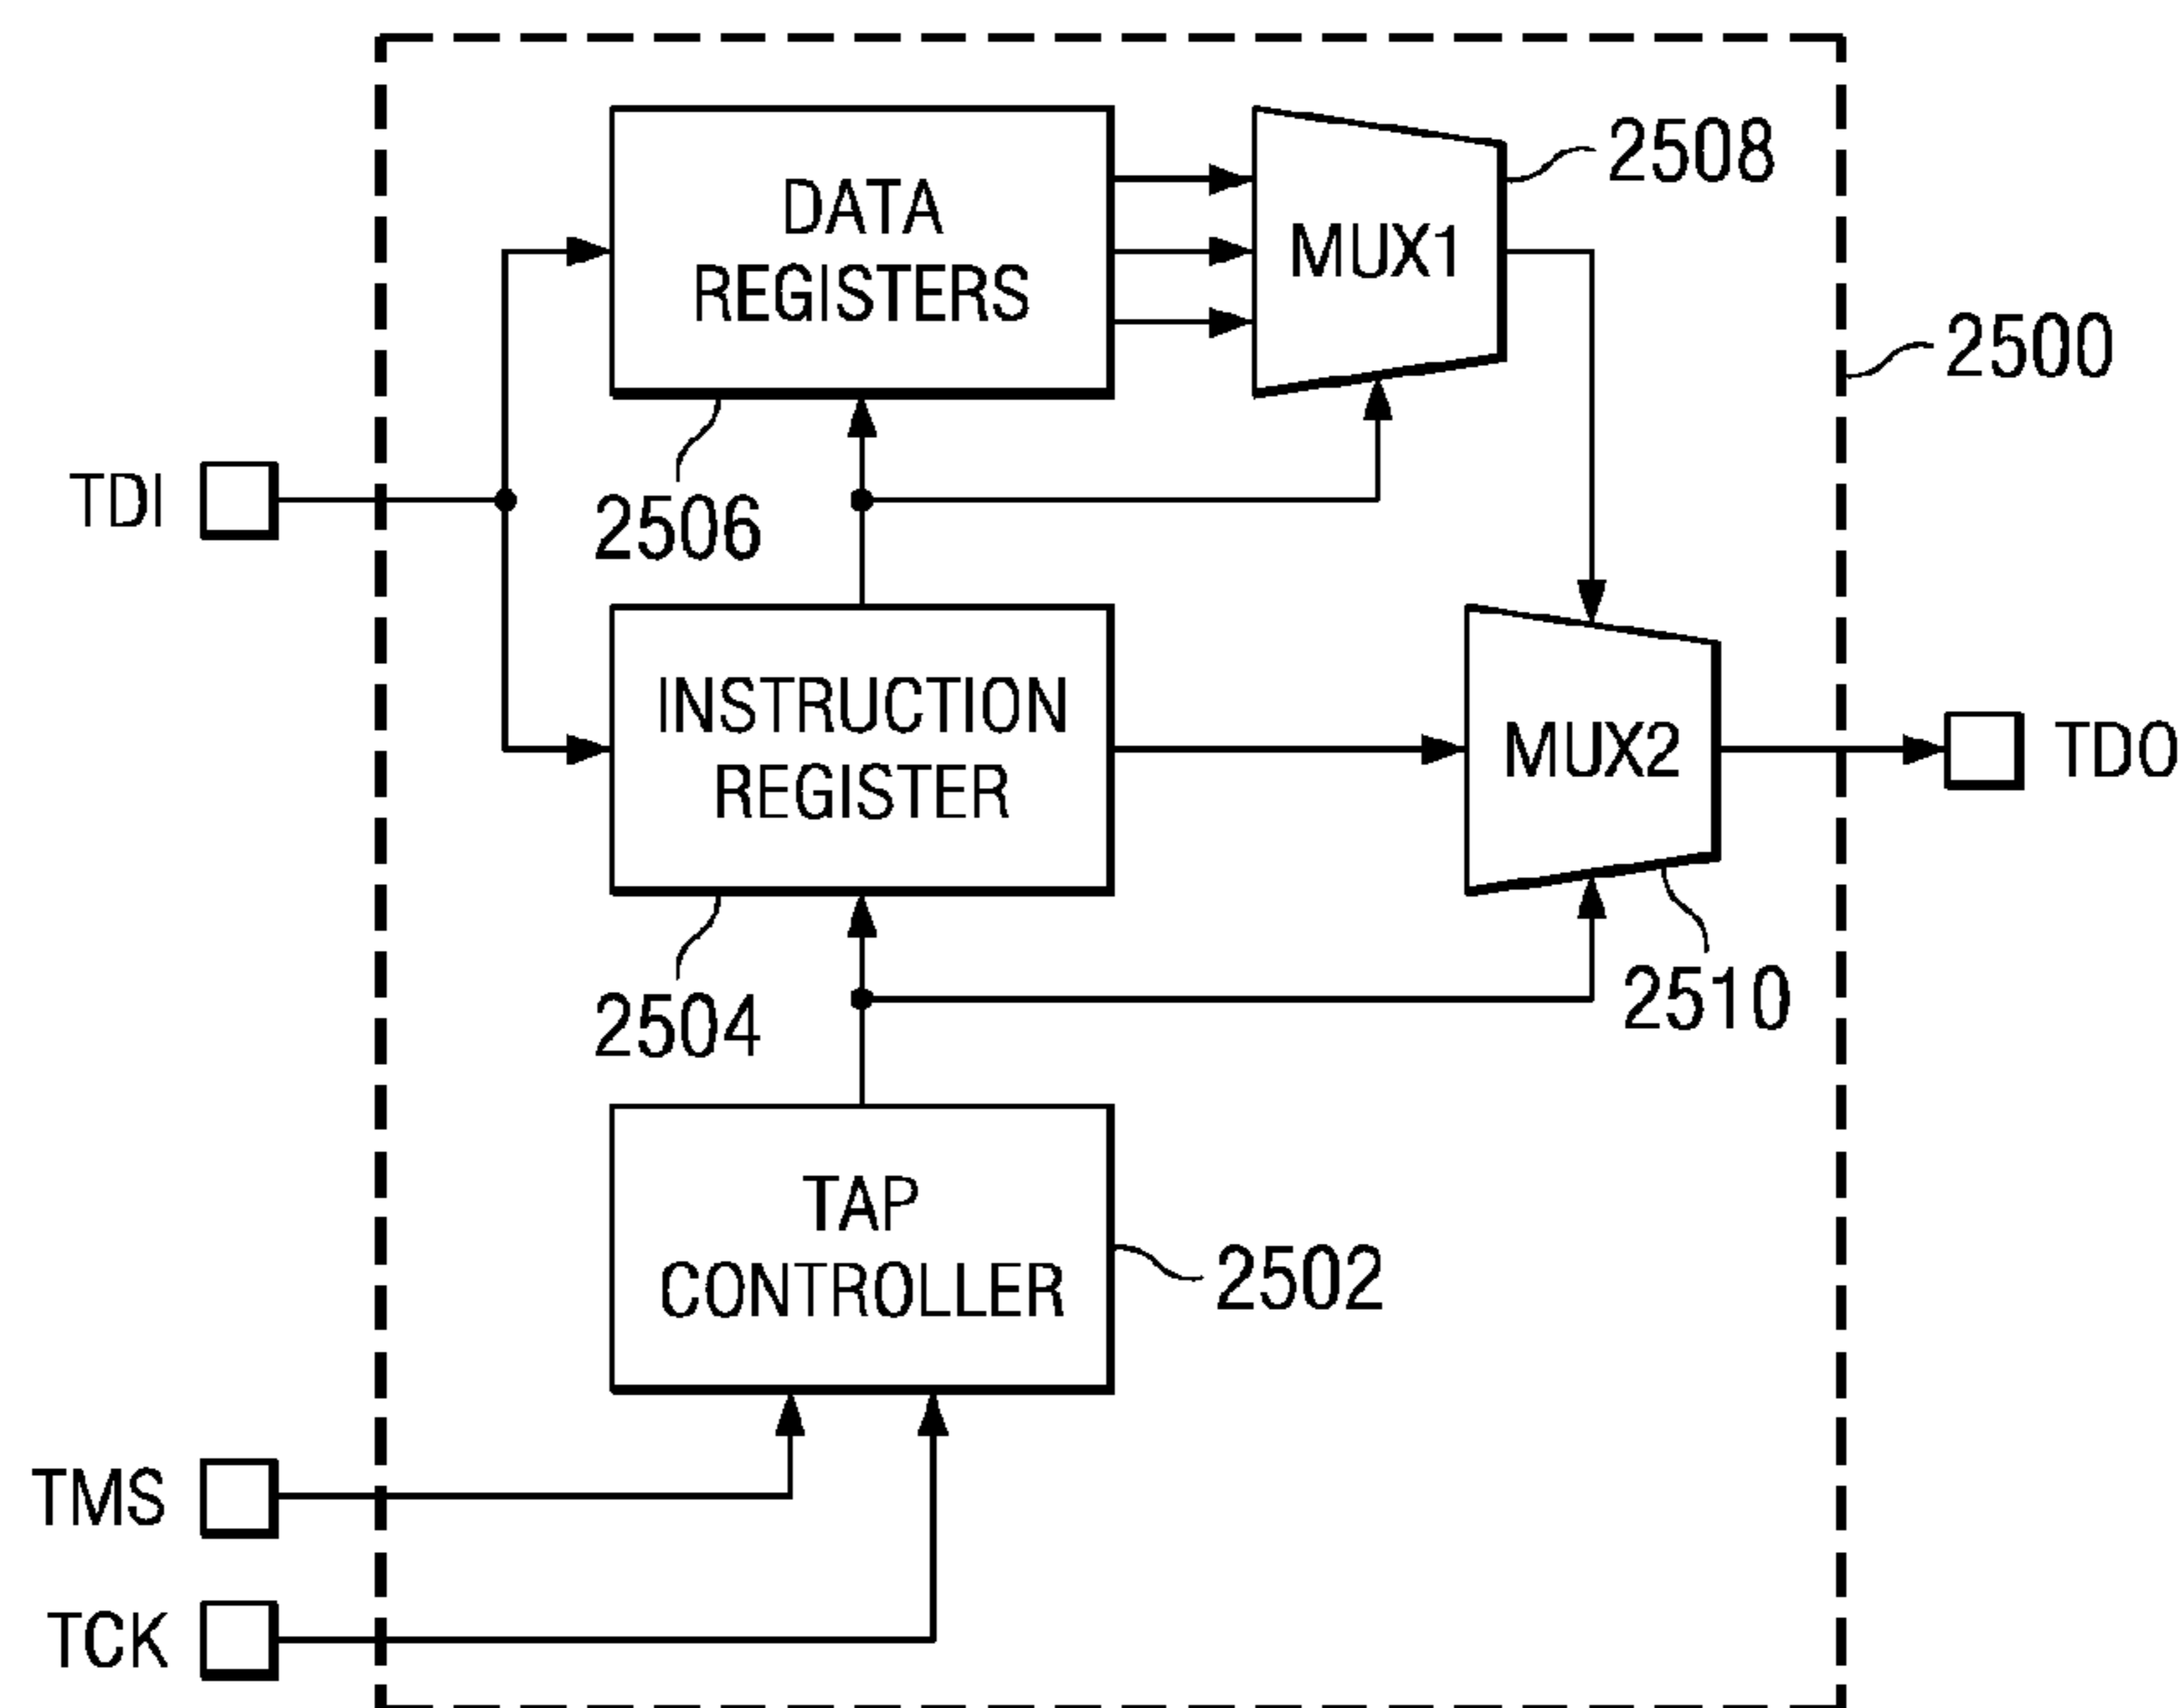 DATA
REGISTERS
MUX1
2508
2500
TDI
2506
INSTRUCTION
REGISTER
MUX2
TDO
2504
2510
TAP
CONTROLLER
2502
TMS
TCK